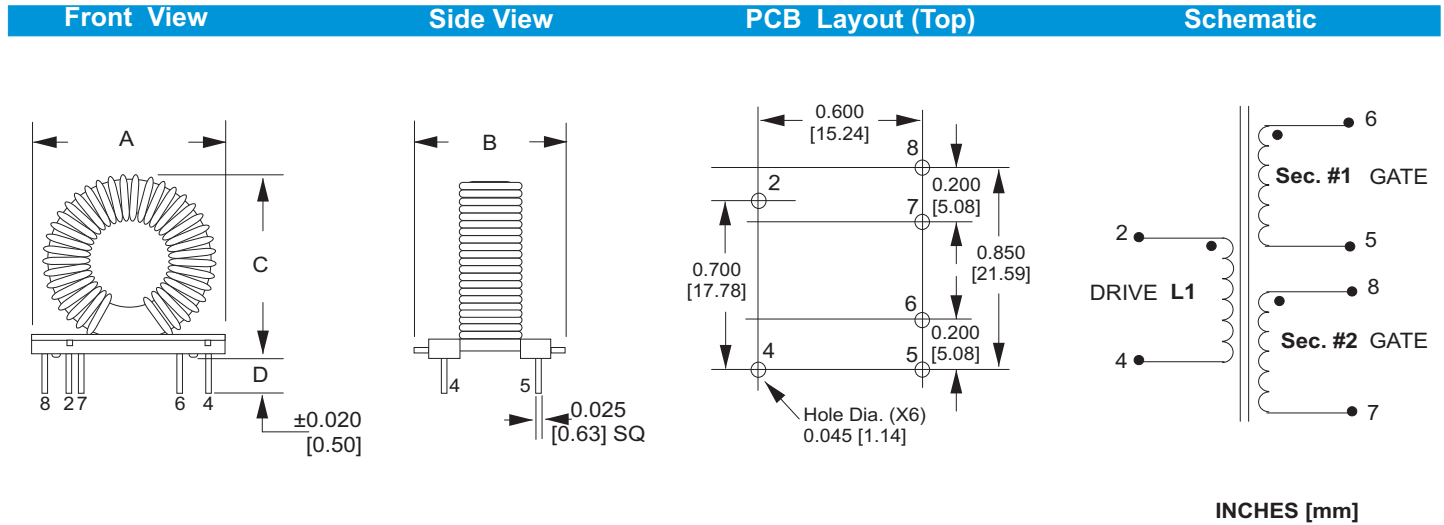 Front View
Side View
PCB Layout (Top)
Schematic
A
C
D
8 2 7 6 4
±0.020
[0.50]
B
4
5
0.025
[0.63] SQ
0.600
[15.24]
8
2
0.200
[5.08]
7
0.700
[17.78]
0.850
[21.59]
6
0.200
[5.08]
4
5
Hole Dia. (X6)
0.045 [1.14]
6
Sec. #1 GATE
5
2
DRIVE L1
4
8
Sec. #2 GATE
7
INCHES [mm]